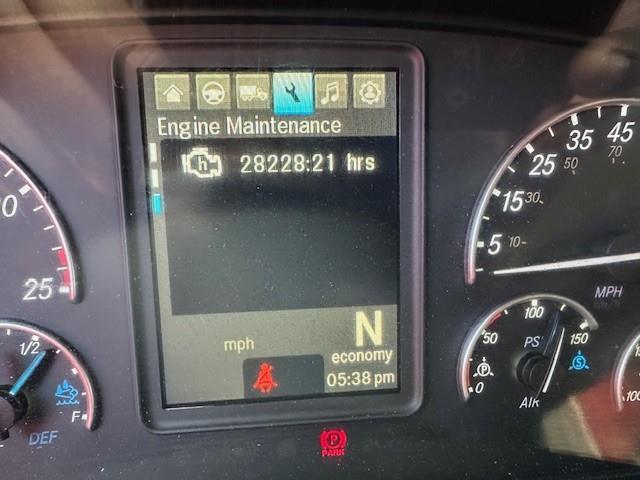 Engine Maintenance
h 28228:21 hrs
mph
N
economy
05:38 pm
P
PARK
25
1/2
F
DEF
5
15
25
35
45
10
30
50
70
MPH
0
50
100
150
PSI
P
S
AIR